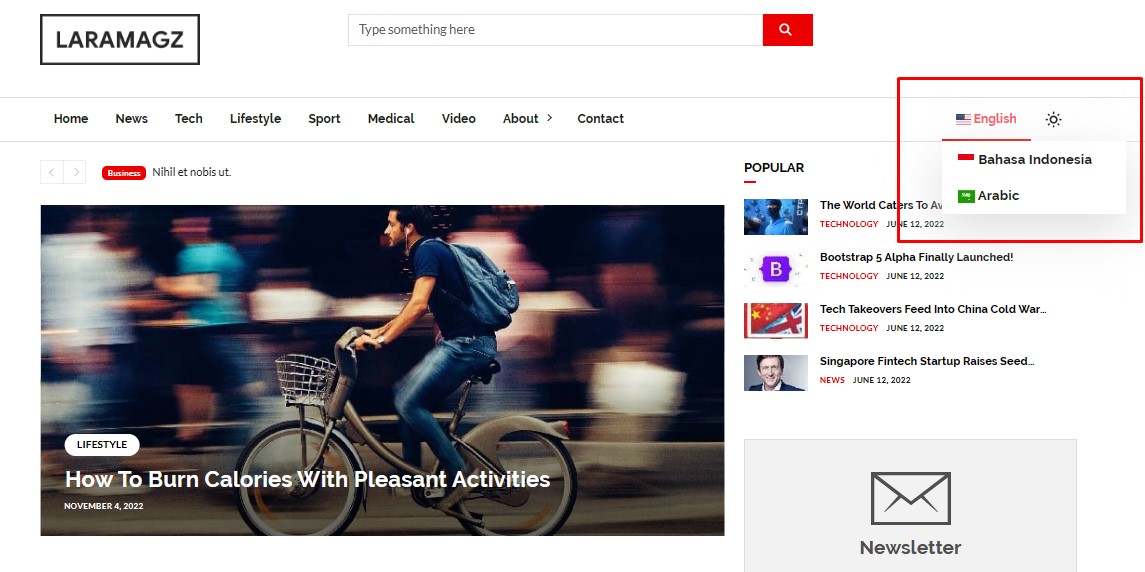 LARAMAGZ
Type something here
Home News Tech Lifestyle Sport Medical Video About Contact
English
Bahasa Indonesia
Arabic
Business Nihil et nobis ut.
LIFESTYLE
How To Burn Calories With Pleasant Activities
NOVEMBER 4, 2022
POPULAR
The World Caters To Av
TECHNOLOGY JUNE 12, 2022
Bootstrap 5 Alpha Finally Launched!
TECHNOLOGY JUNE 12, 2022
Tech Takeovers Feed Into China Cold War...
TECHNOLOGY JUNE 12, 2022
Singapore Fintech Startup Raises Seed...
NEWS JUNE 12, 2022
Newsletter